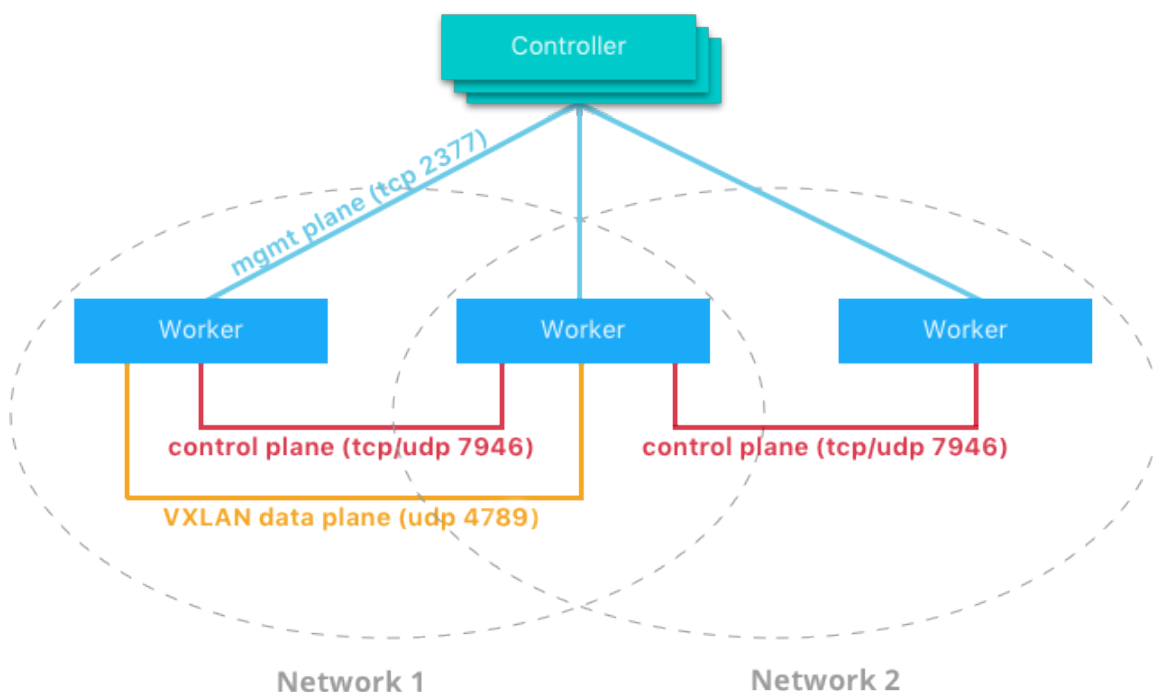 Controller
mgmt plane (tcp 2377)
Worker
Worker
Worker
control plane (tcp/udp 7946)
control plane (tcp/udp 7946)
VXLAN data plane (udp 4789)
Network 1
Network 2